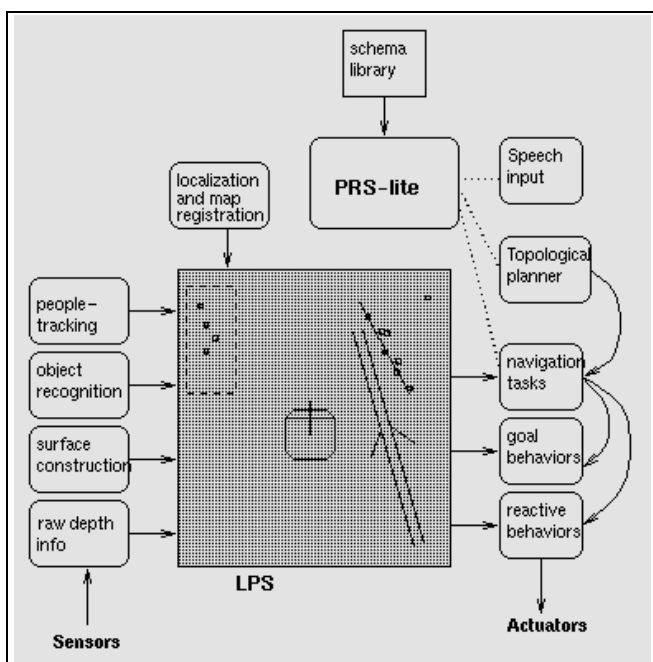 schema
library
PRS-lite
Speech
input
localization
and map
registration
Topological
planner
people-
tracking
object
recognition
surface
construction
raw depth
info
navigation
tasks
goal
behaviors
reactive
behaviors
LPS
Sensors
Actuators